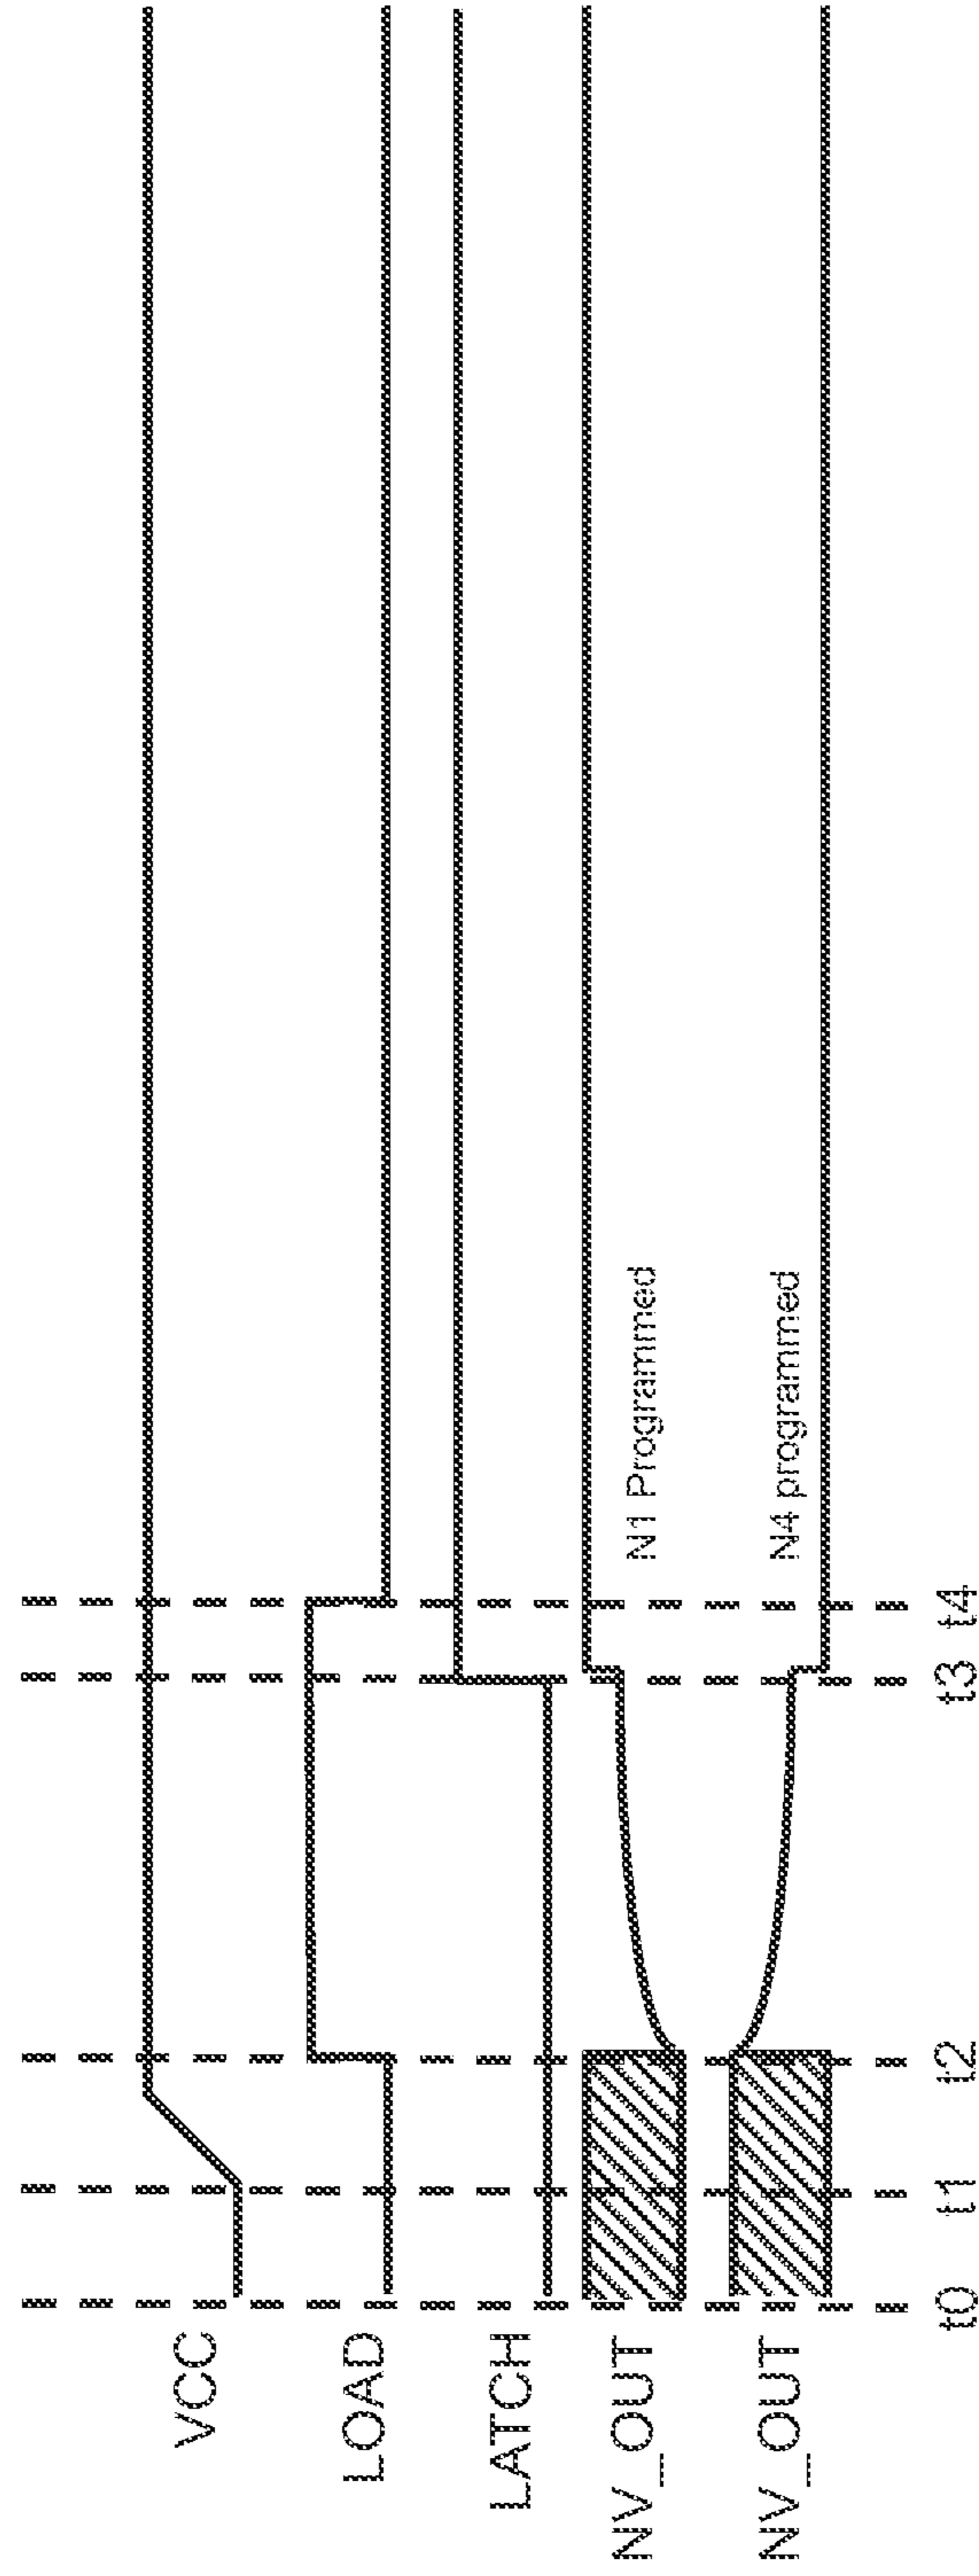 VCC
LOAD
LATCH
NV_OUT
N1 Programmed
NV_OUT
N4 programmed
t0 t1 t2 t3 t4